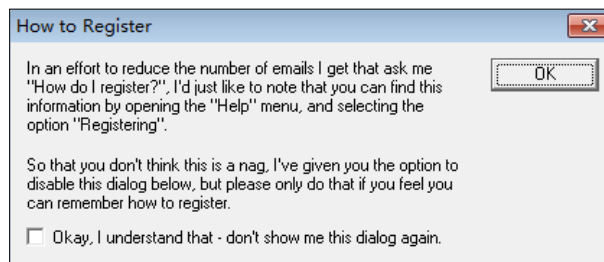 How to Register
In an effort to reduce the number of emails I get that ask me
"How do I register?", I'd just like to note that you can find this
information by opening the "Help" menu, and selecting the
option "Registering".
OK
So that you don't think this is a nag, I've given you the option to
disable this dialog below, but please only do that if you feel you
can remember how to register.
Okay, I understand that - don't show me this dialog again.